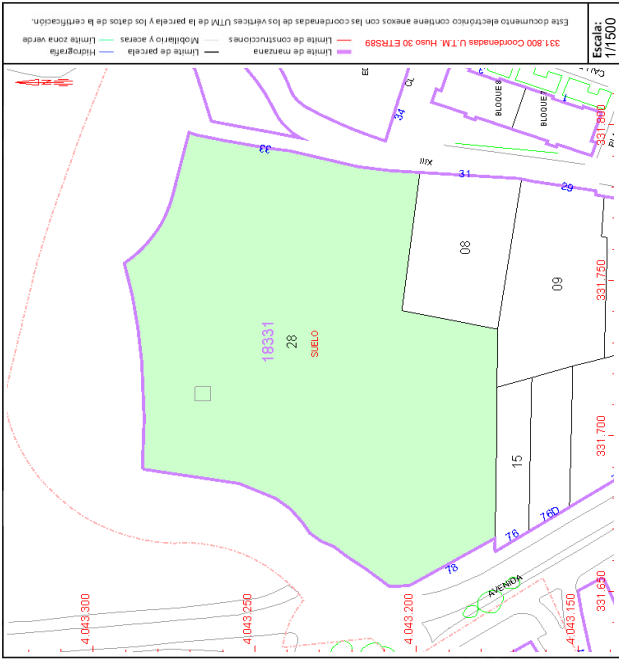 Este documento electrónico contiene anexos con las coordenadas de los vértices UTM de la parcela y los datos de la certificación.
331.800 Coordenadas U.T.M. Huso 30 ETRS89
Límite de manzana
Límite de construcciones
Límite de parcela
Mobiliario y aceras
Hidrografía
Límite zona verde
Escala:
1/1500
4.043.300
4.043.250
4.043.200
4.043.150
331.650
331.700
331.750
331.800
18331
28
SUELO
08
09
15
33
34
31
29
78
76
76D
XIII
CL
BLOQUE 8
BLOQUE 7
AVENIDA